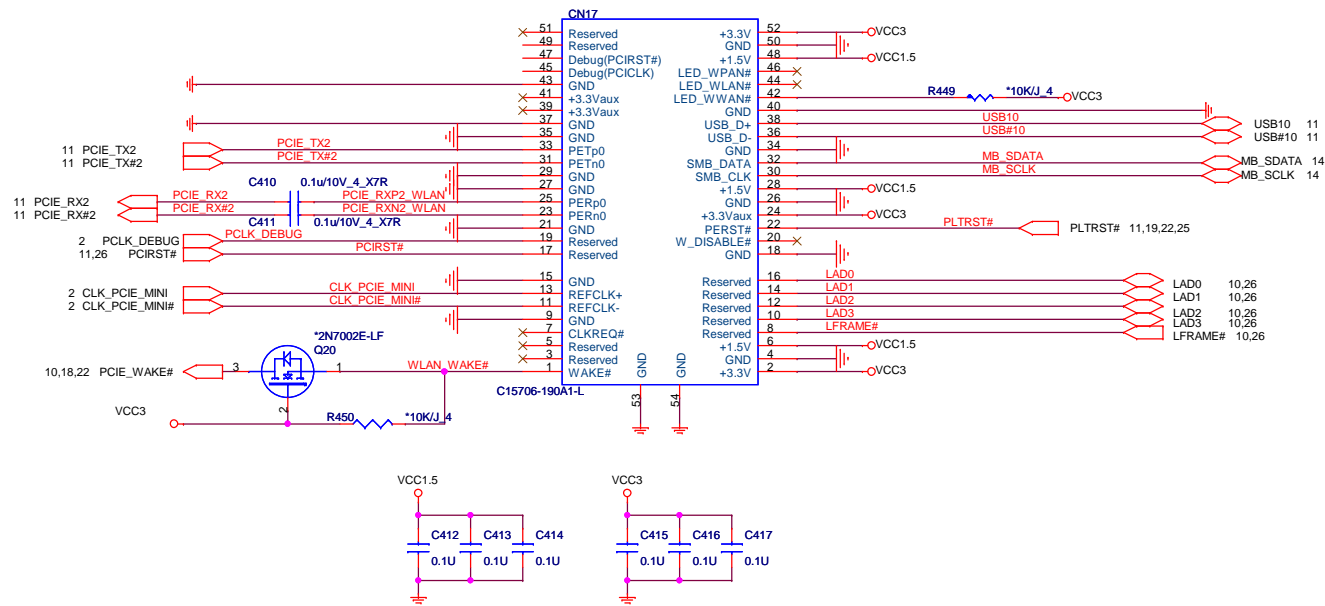 CN17
51 Reserved +3.3V 52 VCC3
49 Reserved GND 50
47 Debug(PCIRST#) +1.5V 48 VCC1.5
45 Debug(PCICLK) LED_WPAN# 46
43 GND LED_WLAN# 44
41 +3.3Vaux LED_WWAN# 42 R449 *10K/J_4 VCC3
39 +3.3Vaux GND 40
37 GND USB_D+ 38 USB10 USB10 11
35 GND USB_D- 36 USB#10 USB#10 11
11 PCIE_TX2 PCIE_TX2 33 PETp0 GND 34
11 PCIE_TX#2 PCIE_TX#2 31 PETn0 SMB_DATA 32 MB_SDATA MB_SDATA 14
29 GND SMB_CLK 30 MB_SCLK MB_SCLK 14
C410 0.1u/10V_4_X7R 27 GND +1.5V 28 VCC1.5
11 PCIE_RX2 PCIE_RX2 PCIE_RXP2_WLAN 25 PERp0 GND 26
11 PCIE_RX#2 PCIE_RX#2 PCIE_RXN2_WLAN 23 PERn0 +3.3Vaux 24 VCC3
C411 0.1u/10V_4_X7R 21 GND PERST# 22 PLTRST# PLTRST# 11,19,22,25
2 PCLK_DEBUG PCLK_DEBUG 19 Reserved W_DISABLE# 20
11,26 PCIRST# PCIRST# 17 Reserved GND 18
15 GND Reserved 16 LAD0 LAD0 10,26
2 CLK_PCIE_MINI CLK_PCIE_MINI 13 REFCLK+ Reserved 14 LAD1 LAD1 10,26
2 CLK_PCIE_MINI# CLK_PCIE_MINI# 11 REFCLK- Reserved 12 LAD2 LAD2 10,26
9 GND Reserved 10 LAD3 LAD3 10,26
7 CLKREQ# Reserved 8 LFRAME# LFRAME# 10,26
*2N7002E-LF
Q20
5 Reserved +1.5V 6 VCC1.5
3 Reserved GND 4
10,18,22 PCIE_WAKE# 3 1 WLAN_WAKE# 1 WAKE# GND GND +3.3V 2 VCC3
C15706-190A1-L
2 53 54
VCC3
R450 *10K/J_4
VCC1.5 VCC3
C412 C413 C414 C415 C416 C417
0.1U 0.1U 0.1U 0.1U 0.1U 0.1U